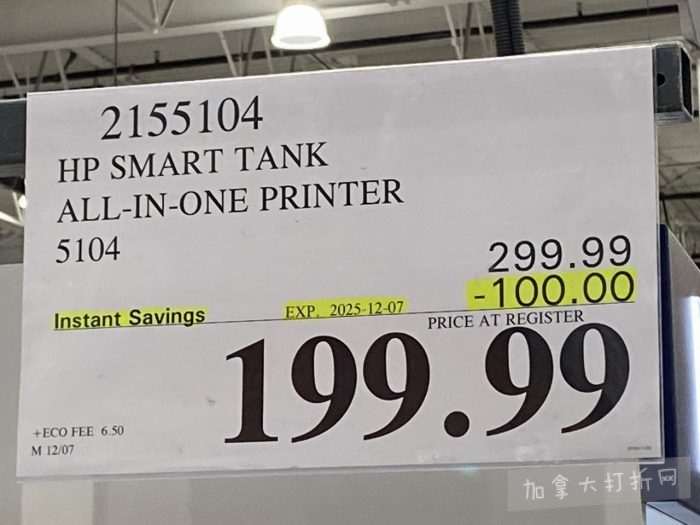 2155104
HP SMART TANK
ALL-IN-ONE PRINTER
5104
299.99
-100.00
Instant Savings
EXP. 2025-12-07
PRICE AT REGISTER
199.99
+ECO FEE 6.50
M 12/07
加拿大打折网